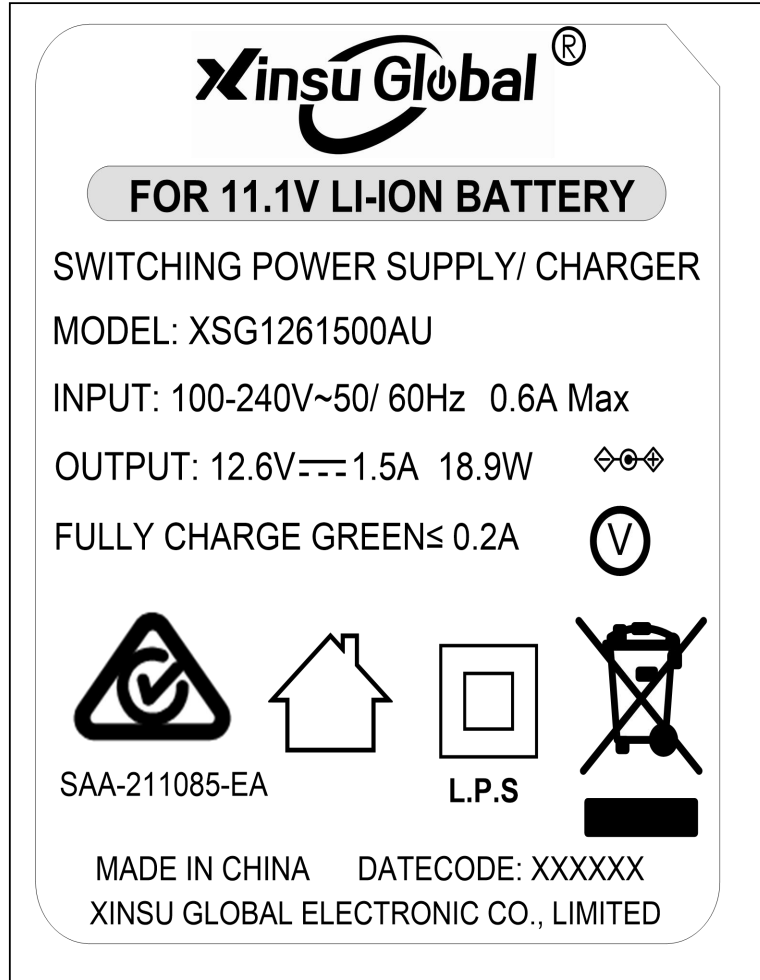 Xinsu Global ®
FOR 11.1V LI-ION BATTERY
SWITCHING POWER SUPPLY/ CHARGER
MODEL: XSG1261500AU
INPUT: 100-240V~50/ 60Hz 0.6A Max
OUTPUT: 12.6V⎓1.5A 18.9W
FULLY CHARGE GREEN≤ 0.2A
V
SAA-211085-EA
L.P.S
MADE IN CHINA DATECODE: XXXXXX
XINSU GLOBAL ELECTRONIC CO., LIMITED